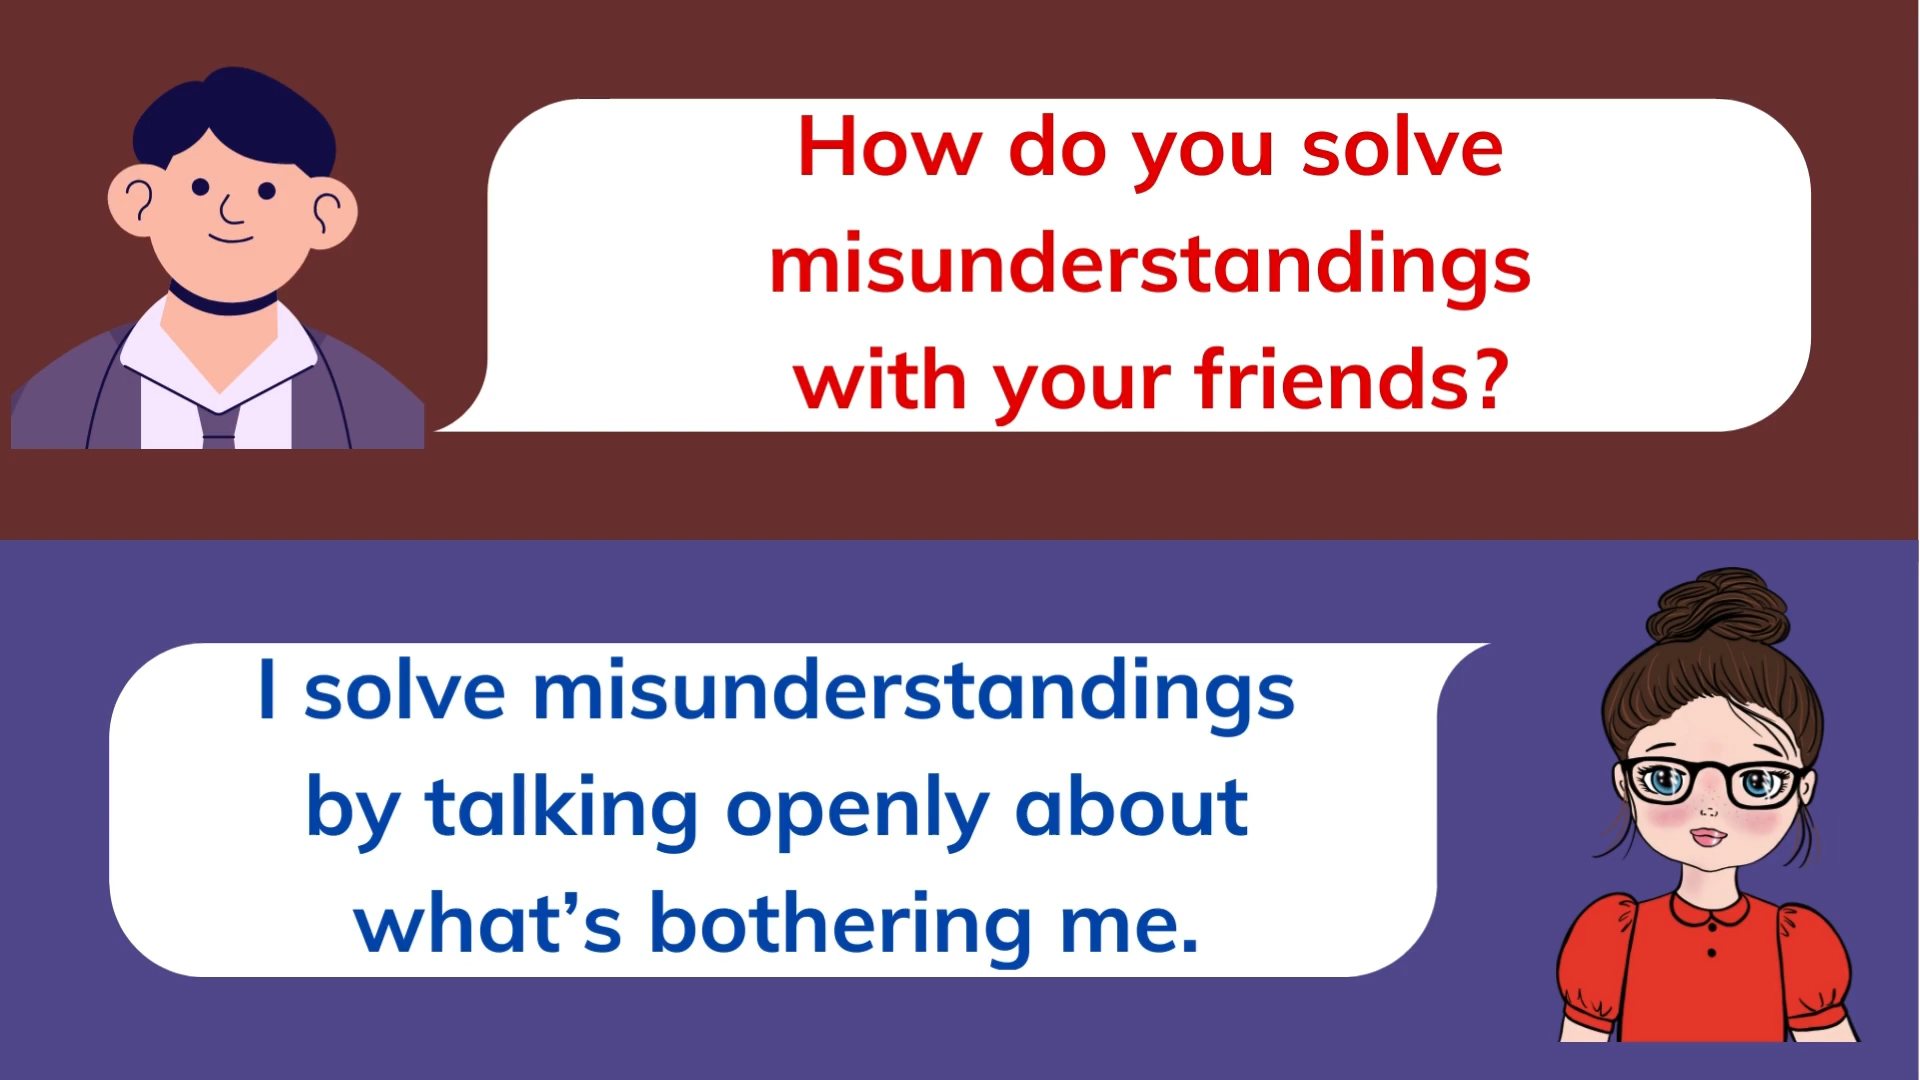 How do you solve
misunderstandings
with your friends?
I solve misunderstandings
by talking openly about
what’s bothering me.